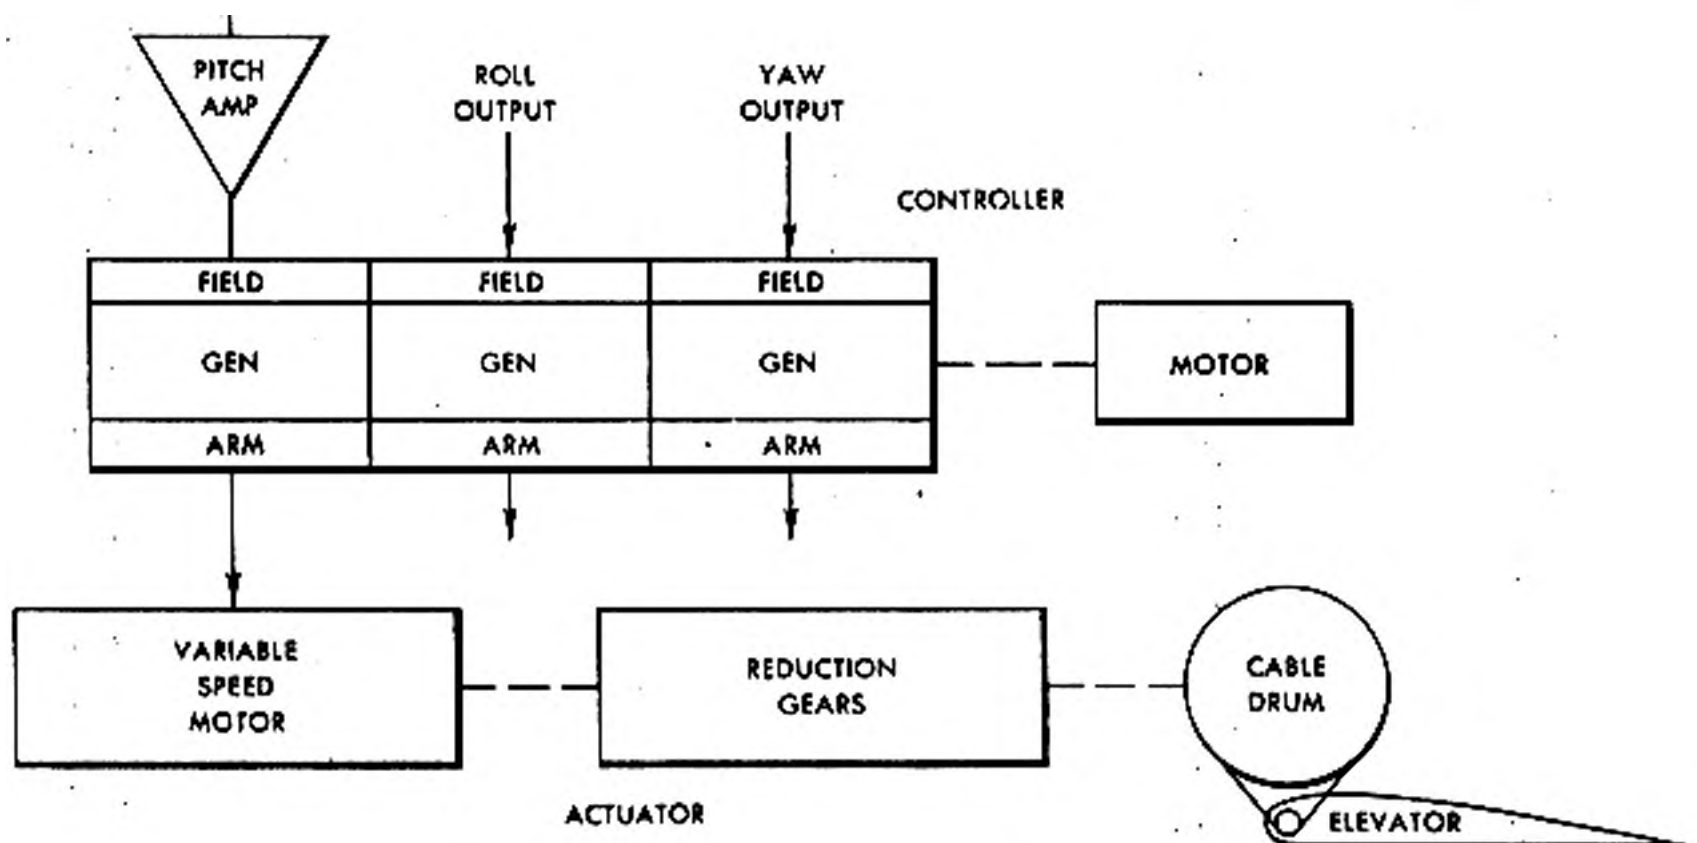 PITCH
AMP
ROLL
OUTPUT
YAW
OUTPUT
CONTROLLER
FIELD
FIELD
FIELD
GEN
GEN
GEN
MOTOR
ARM
ARM
ARM
VARIABLE
SPEED
MOTOR
REDUCTION
GEARS
CABLE
DRUM
ACTUATOR
ELEVATOR